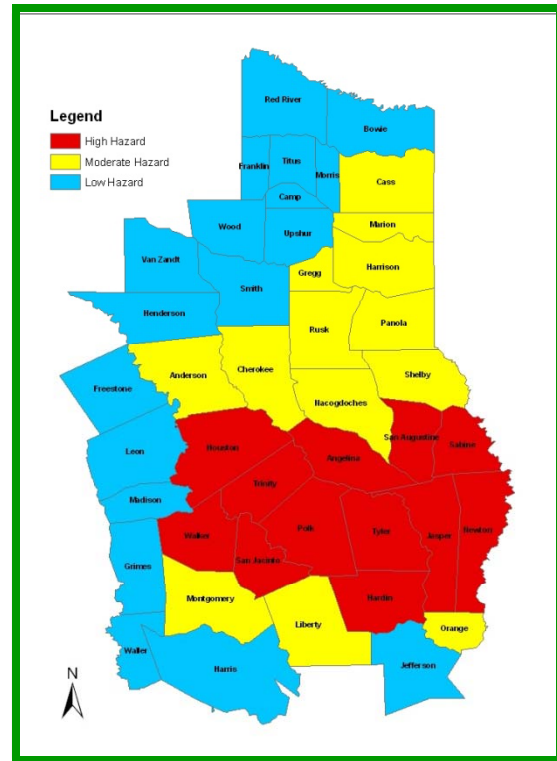 Legend
High Hazard
Moderate Hazard
Low Hazard
Red River
Bowie
Franklin
Titus
Morris
Cass
Camp
Wood
Upshur
Marion
Van Zandt
Gregg
Harrison
Smith
Henderson
Rusk
Panola
Cherokee
Anderson
Shelby
Freestone
Nacogdoches
San Augustine
Sabine
Houston
Leon
Angelina
Trinity
Madison
Polk
Tyler
Jasper
Newton
Walker
San Jacinto
Grimes
Montgomery
Hardin
Liberty
Orange
Waller
Harris
Jefferson
N